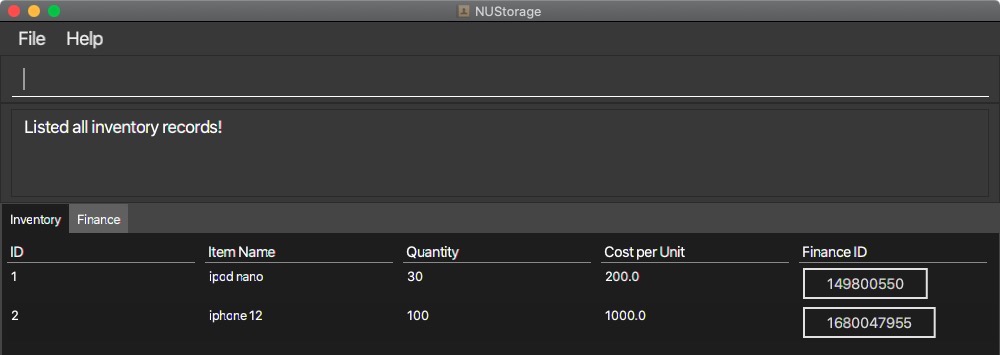 NUStorage
File Help
Listed all inventory records!
Inventory Finance
ID Item Name Quantity Cost per Unit Finance ID
1 ipod nano 30 200.0 149800550
2 iphone 12 100 1000.0 1680047955